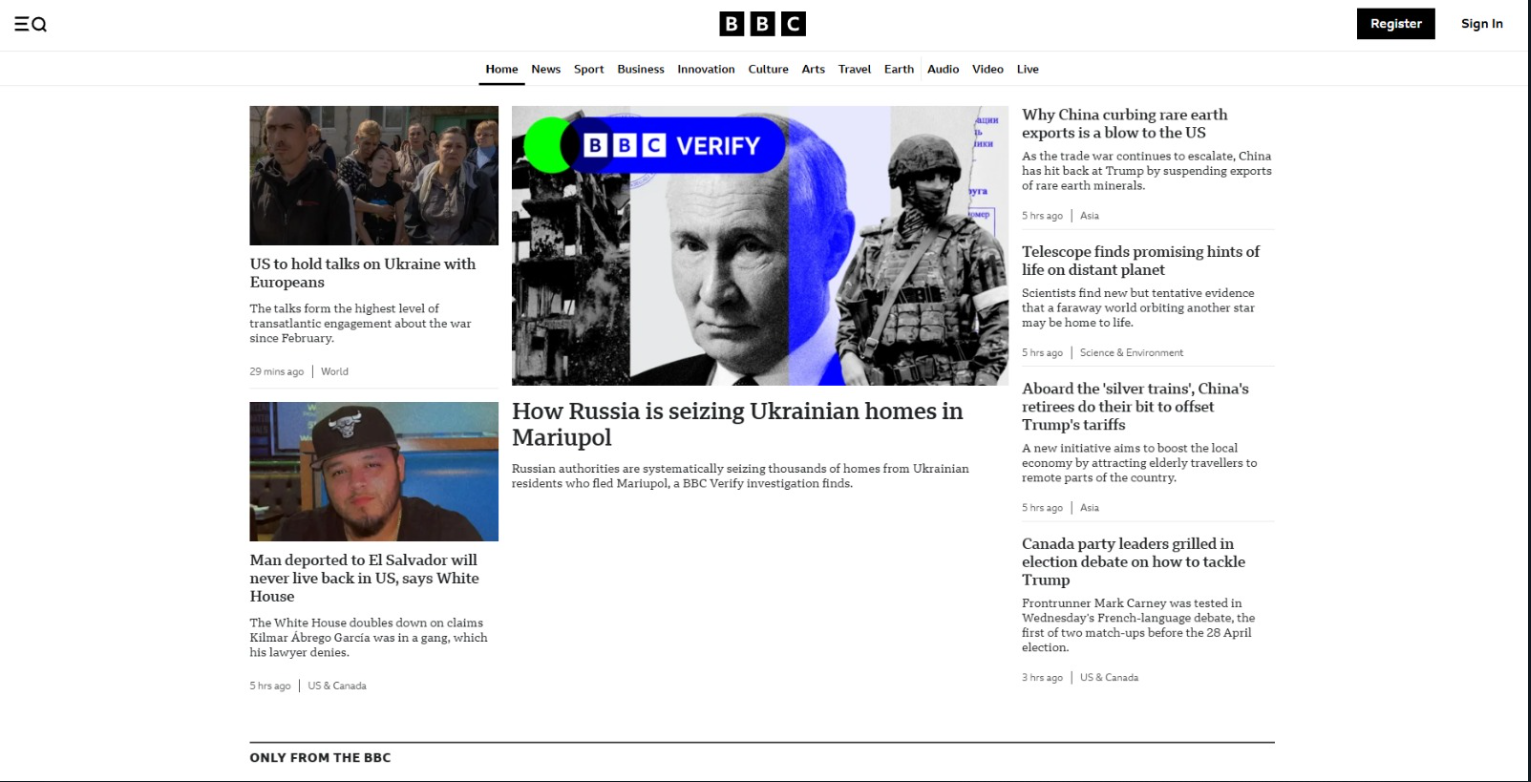 BBC
Register
Sign In
Home
News
Sport
Business
Innovation
Culture
Arts
Travel
Earth
Audio
Video
Live
US to hold talks on Ukraine with
Europeans
The talks form the highest level of
transatlantic engagement about the war
since February.
29 mins ago | World
Man deported to El Salvador will
never live back in US, says White
House
The White House doubles down on claims
Kilmar Ábrego García was in a gang, which
his lawyer denies.
5 hrs ago | US & Canada
BBC VERIFY
How Russia is seizing Ukrainian homes in
Mariupol
Russian authorities are systematically seizing thousands of homes from Ukrainian
residents who fled Mariupol, a BBC Verify investigation finds.
Why China curbing rare earth
exports is a blow to the US
As the trade war continues to escalate, China
has hit back at Trump by suspending exports
of rare earth minerals.
5 hrs ago | Asia
Telescope finds promising hints of
life on distant planet
Scientists find new but tentative evidence
that a faraway world orbiting another star
may be home to life.
5 hrs ago | Science & Environment
Aboard the 'silver trains', China's
retirees do their bit to offset
Trump's tariffs
A new initiative aims to boost the local
economy by attracting elderly travellers to
remote parts of the country.
5 hrs ago | Asia
Canada party leaders grilled in
election debate on how to tackle
Trump
Frontrunner Mark Carney was tested in
Wednesday's French-language debate, the
first of two match-ups before the 28 April
election.
3 hrs ago | US & Canada
ONLY FROM THE BBC